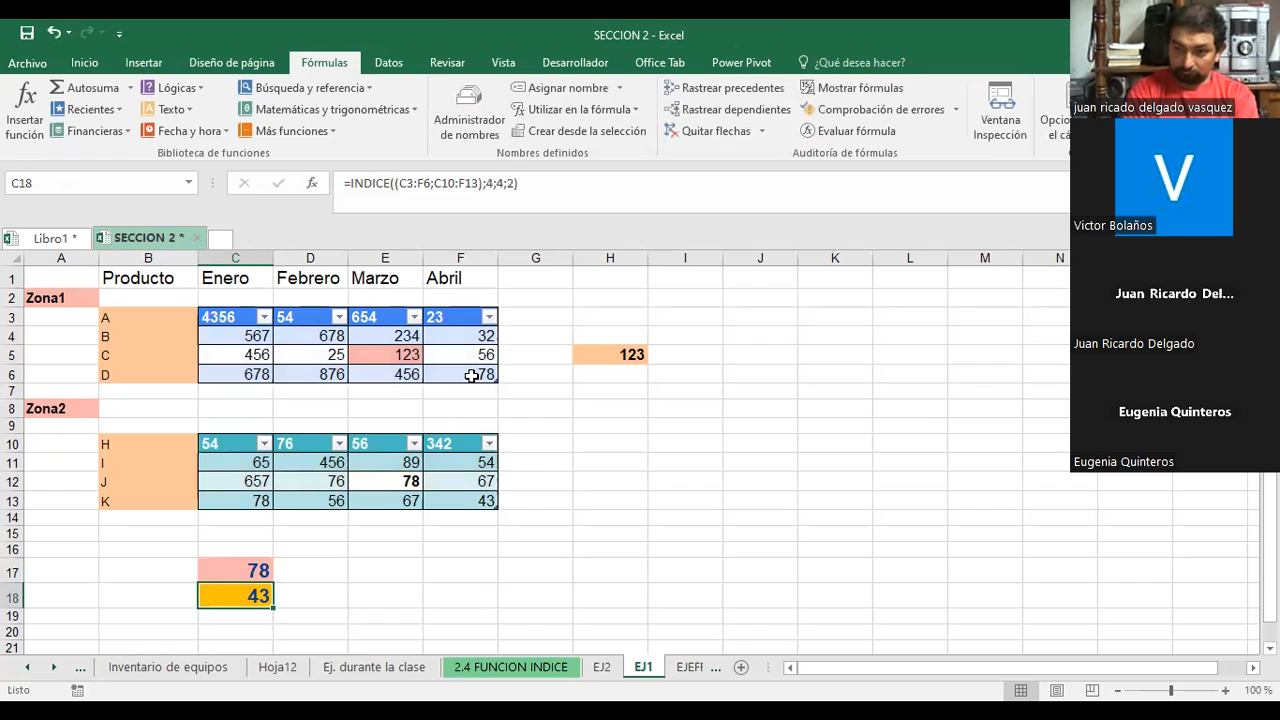 SECCION 2 - Excel
Archivo Inicio Insertar Diseño de página Fórmulas Datos Revisar Vista Desarrollador Office Tab Power Pivot ¿Qué desea hacer?
fx Insertar función
Autosuma
Recientes
Financieras
Lógicas
Texto
Fecha y hora
Búsqueda y referencia
Matemáticas y trigonométricas
Más funciones
Biblioteca de funciones
Administrador de nombres
Asignar nombre
Utilizar en la fórmula
Crear desde la selección
Nombres definidos
Rastrear precedentes
Rastrear dependientes
Quitar flechas
Mostrar fórmulas
Comprobación de errores
Evaluar fórmula
Auditoría de fórmulas
Ventana Inspección
Opciones
C18 fx =INDICE((C3:F6;C10:F13);4;4;2)
Libro1 * SECCION 2 *
A B C D E F G H I J K L M N
1 Producto Enero Febrero Marzo Abril
2 Zona1
3 A 4356 54 654 23
4 B 567 678 234 32
5 C 456 25 123 56 123
6 D 678 876 456 78
7
8 Zona2
9
10 H 54 76 56 342
11 I 65 456 89 54
12 J 657 76 78 67
13 K 78 56 67 43
14
15
16
17 78
18 43
19
20
21
... Inventario de equipos Hoja12 Ej. durante la clase 2.4 FUNCION INDICE EJ2 EJ1 EJEFF ...
Listo 100 %
juan ricado delgado vasquez
V
Victor Bolaños
Juan Ricardo Del...
Juan Ricardo Delgado
Eugenia Quinteros
Eugenia Quinteros